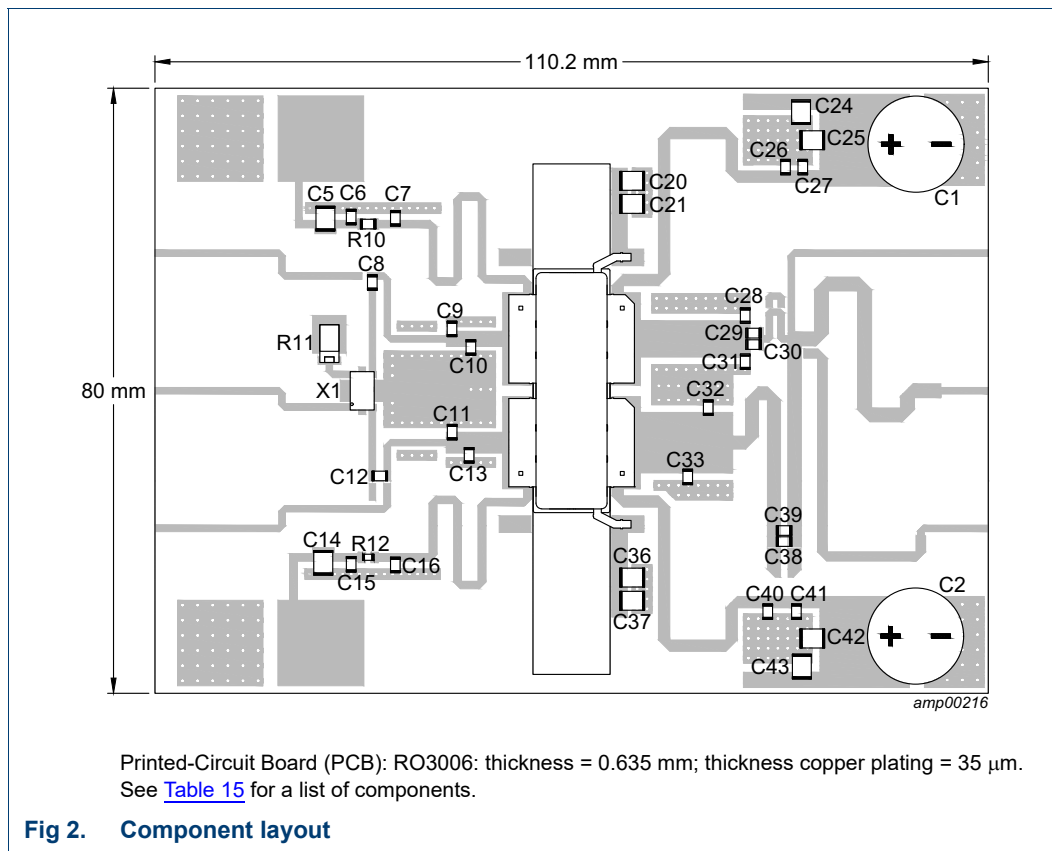 110.2 mm
80 mm
C24
C25
C26
C27
C1
C20
C21
C5
C6
C7
R10
C8
C9
C10
R11
X1
C28
C29
C30
C31
C32
C11
C13
C12
C33
C39
C38
C14
R12
C15
C16
C36
C37
C40
C41
C2
C42
C43
+ −
+ −
amp00216
Printed-Circuit Board (PCB): RO3006: thickness = 0.635 mm; thickness copper plating = 35 μm.
See Table 15 for a list of components.
Fig 2. Component layout